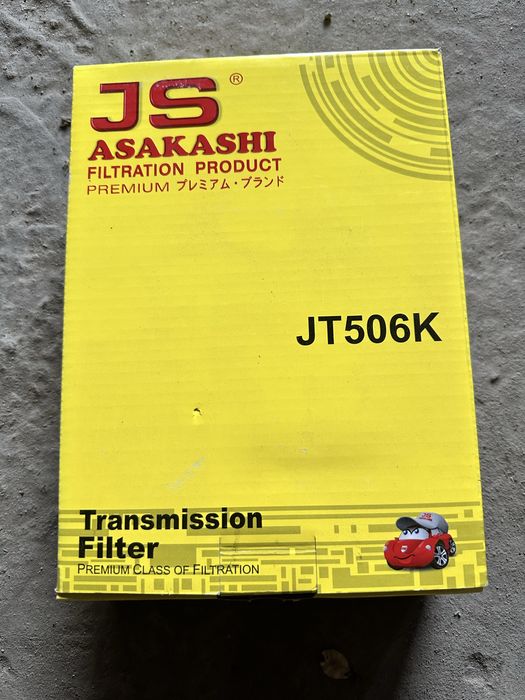 JS ®
ASAKASHI
FILTRATION PRODUCT
PREMIUM プレミアム・ブランド
JT506K
Transmission
Filter
PREMIUM CLASS OF FILTRATION
JS